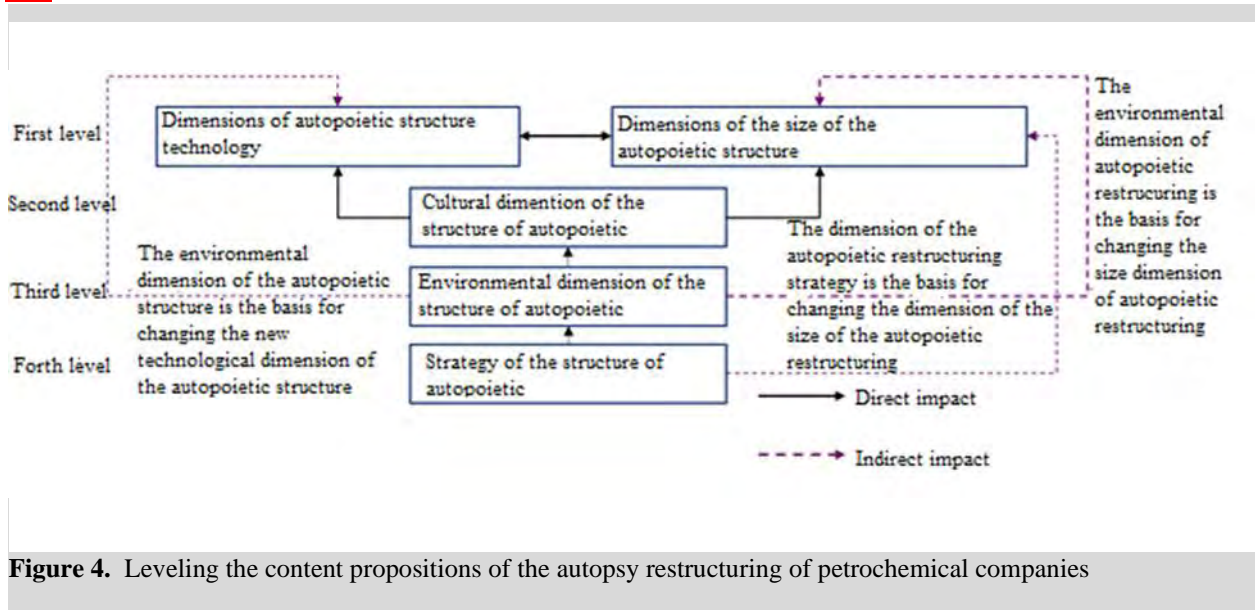 First level
Dimensions of autopoietic structure
technology
Dimensions of the size of the
autopoietic structure
The
environmental
dimension of
autopoietic
restrucuring is
the basis for
changing the
size dimension
of autopoietic
restructuring
Second level
Cultural dimention of the
structure of autopoietic
The environmental
dimension of the autopoietic
structure is the basis for
changing the new
technological dimension of
the autopoietic structure
The dimension of the
autopoietic restructuring
strategy is the basis for
changing the dimension of the
size of the autopoietic
restructuring
Third level
Environmental dimension of the
structure of autopoietic
Forth level
Strategy of the structure of
autopoietic
Direct impact
Indirect impact
Figure 4. Leveling the content propositions of the autopsy restructuring of petrochemical companies